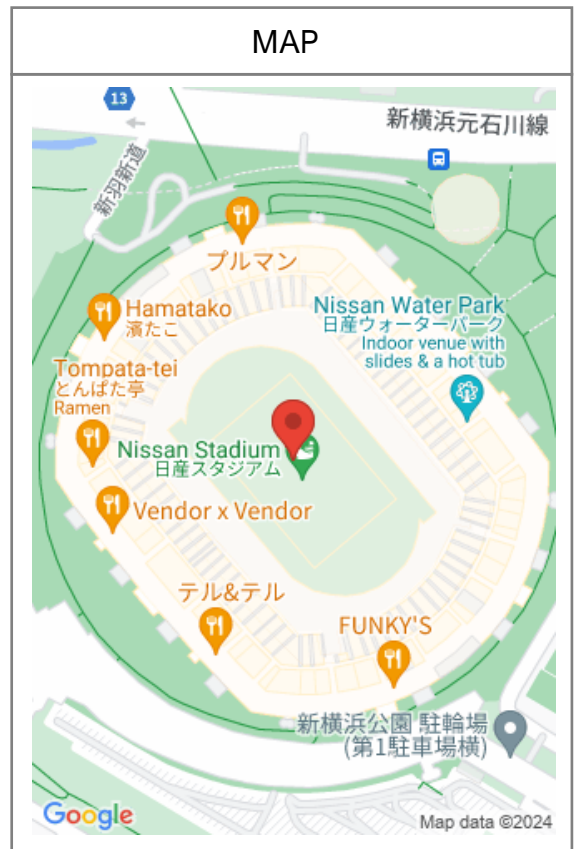 MAP
13
新横浜元石川線
新羽新道
プルマン
Hamatako
濱たこ
Nissan Water Park
日産ウォーターパーク
Indoor venue with
slides & a hot tub
Tompata-tei
とんぱた亭
Ramen
Nissan Stadium
日産スタジアム
Vendor x Vendor
テル&テル
FUNKY'S
新横浜公園 駐輪場
(第1駐車場横)
Google
Map data ©2024